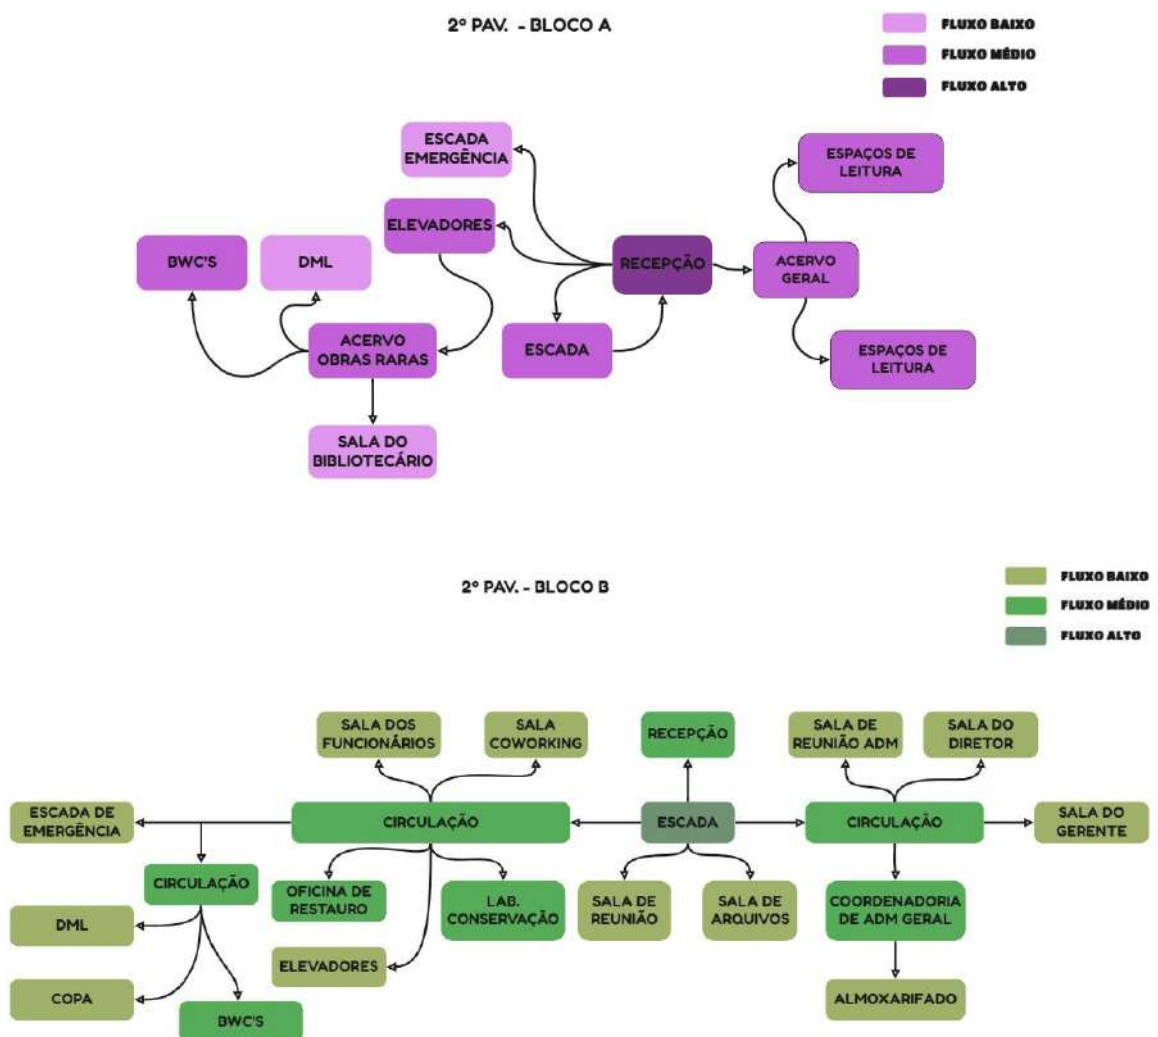 2º PAV. - BLOCO A
FLUXO BAIXO
FLUXO MÉDIO
FLUXO ALTO
ESCADA
EMERGÊNCIA
ESPAÇOS DE
LEITURA
ELEVADORES
BWC'S
DML
RECEPÇÃO
ACERVO
GERAL
ACERVO
OBRAS RARAS
ESCADA
ESPAÇOS DE
LEITURA
SALA DO
BIBLIOTECÁRIO
2º PAV. - BLOCO B
FLUXO BAIXO
FLUXO MÉDIO
FLUXO ALTO
SALA DOS
FUNCIONÁRIOS
SALA
COWORKING
RECEPÇÃO
SALA DE
REUNIÃO ADM
SALA DO
DIRETOR
ESCADA DE
EMERGÊNCIA
CIRCULAÇÃO
ESCADA
CIRCULAÇÃO
SALA DO
GERENTE
CIRCULAÇÃO
OFICINA DE
RESTAURO
LAB.
CONSERVAÇÃO
SALA DE
REUNIÃO
SALA DE
ARQUIVOS
COORDENADORIA
DE ADM GERAL
DML
ELEVADORES
COPA
BWC'S
ALMOXARIFADO